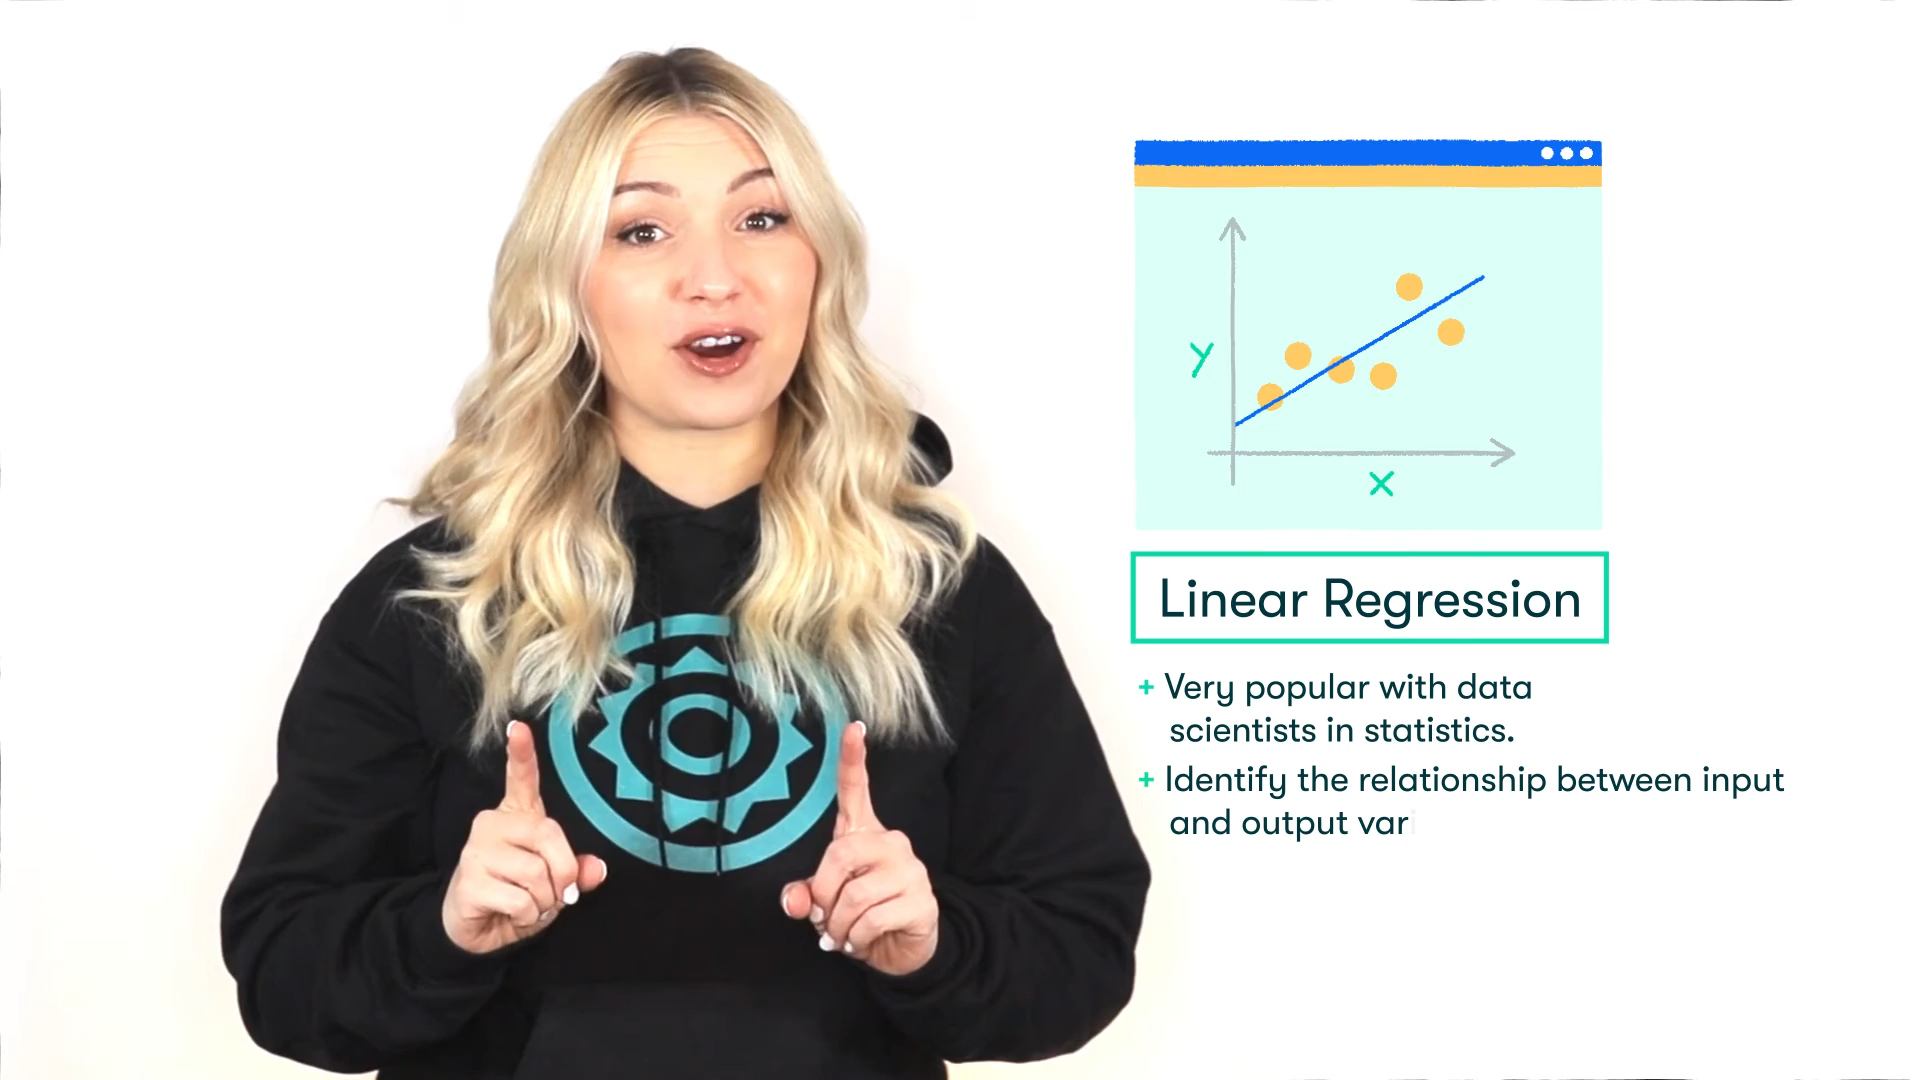 y
x
Linear Regression
+ Very popular with data
scientists in statistics.
+ Identify the relationship between input
and output var